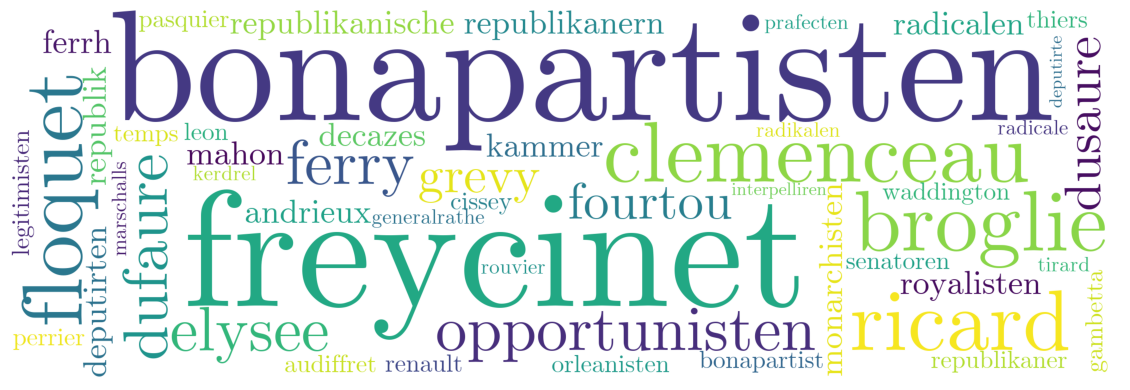 pasquier
republikanische
republikanern
prafecten
radicalen
thiers
ferrh
bonapartisten
deputirte
dusaure
floquet
republik
temps
leon
decazes
radikalen
radicale
legitimisten
marschalls
mahon
ferry
kammer
clemenceau
kerdrel
grevy
interpelliren
waddington
dufaure
andrieux
generalrathe
cissey
fourtou
broglie
freycinet
rouvier
monarchisten
senatoren
tirard
deputirten
royalisten
gambetta
perrier
elysee
opportunisten
ricard
audiffret
renault
orleanisten
bonapartist
republikaner